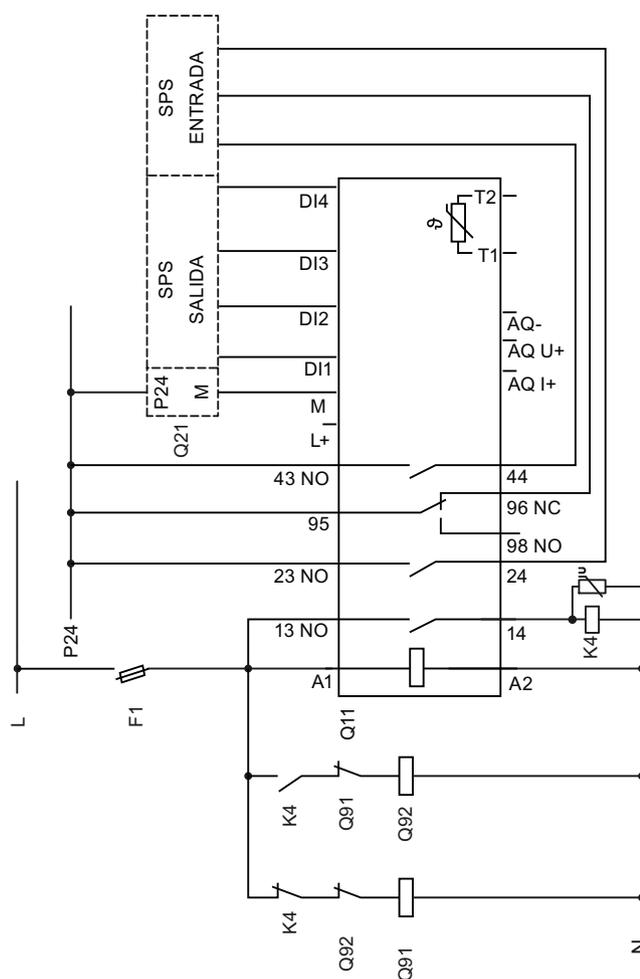 SPS
ENTRADA
SPS
SALIDA
P24
M
Q21
DI4
DI3
DI2
DI1
M
L+
43 NO
95
23 NO
13 NO
A1
T2
T1
ϑ
AQ-
AQ U+
AQ I+
44
96 NC
98 NO
24
14
A2
U
K4
P24
L
F1
Q11
K4
Q91
Q92
K4
Q92
Q91
N